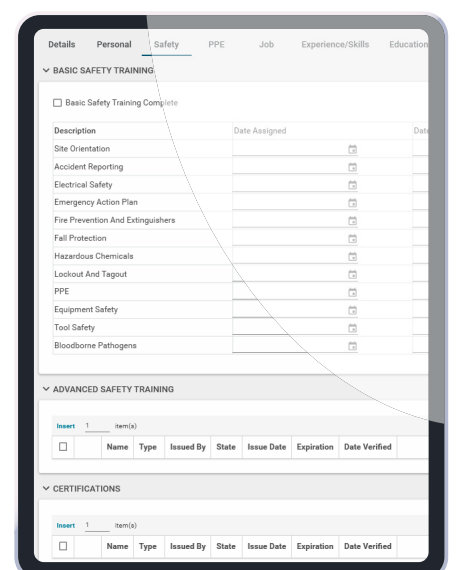 Details Personal Safety PPE Job Experience/Skills Education
BASIC SAFETY TRAINING
Basic Safety Training Complete
Description Date Assigned Date
Site Orientation
Accident Reporting
Electrical Safety
Emergency Action Plan
Fire Prevention And Extinguishers
Fall Protection
Hazardous Chemicals
Lockout And Tagout
PPE
Equipment Safety
Tool Safety
Bloodborne Pathogens
ADVANCED SAFETY TRAINING
Insert 1 item(s)
Name Type Issued By State Issue Date Expiration Date Verified
CERTIFICATIONS
Insert 1 item(s)
Name Type Issued By State Issue Date Expiration Date Verified